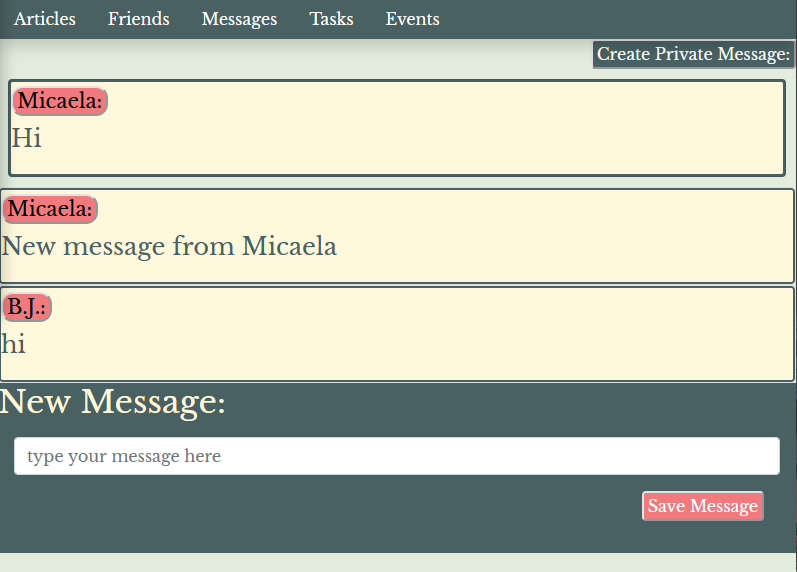 Articles Friends Messages Tasks Events
Create Private Message:
Micaela:
Hi
Micaela:
New message from Micaela
B.J.:
hi
New Message:
type your message here
Save Message